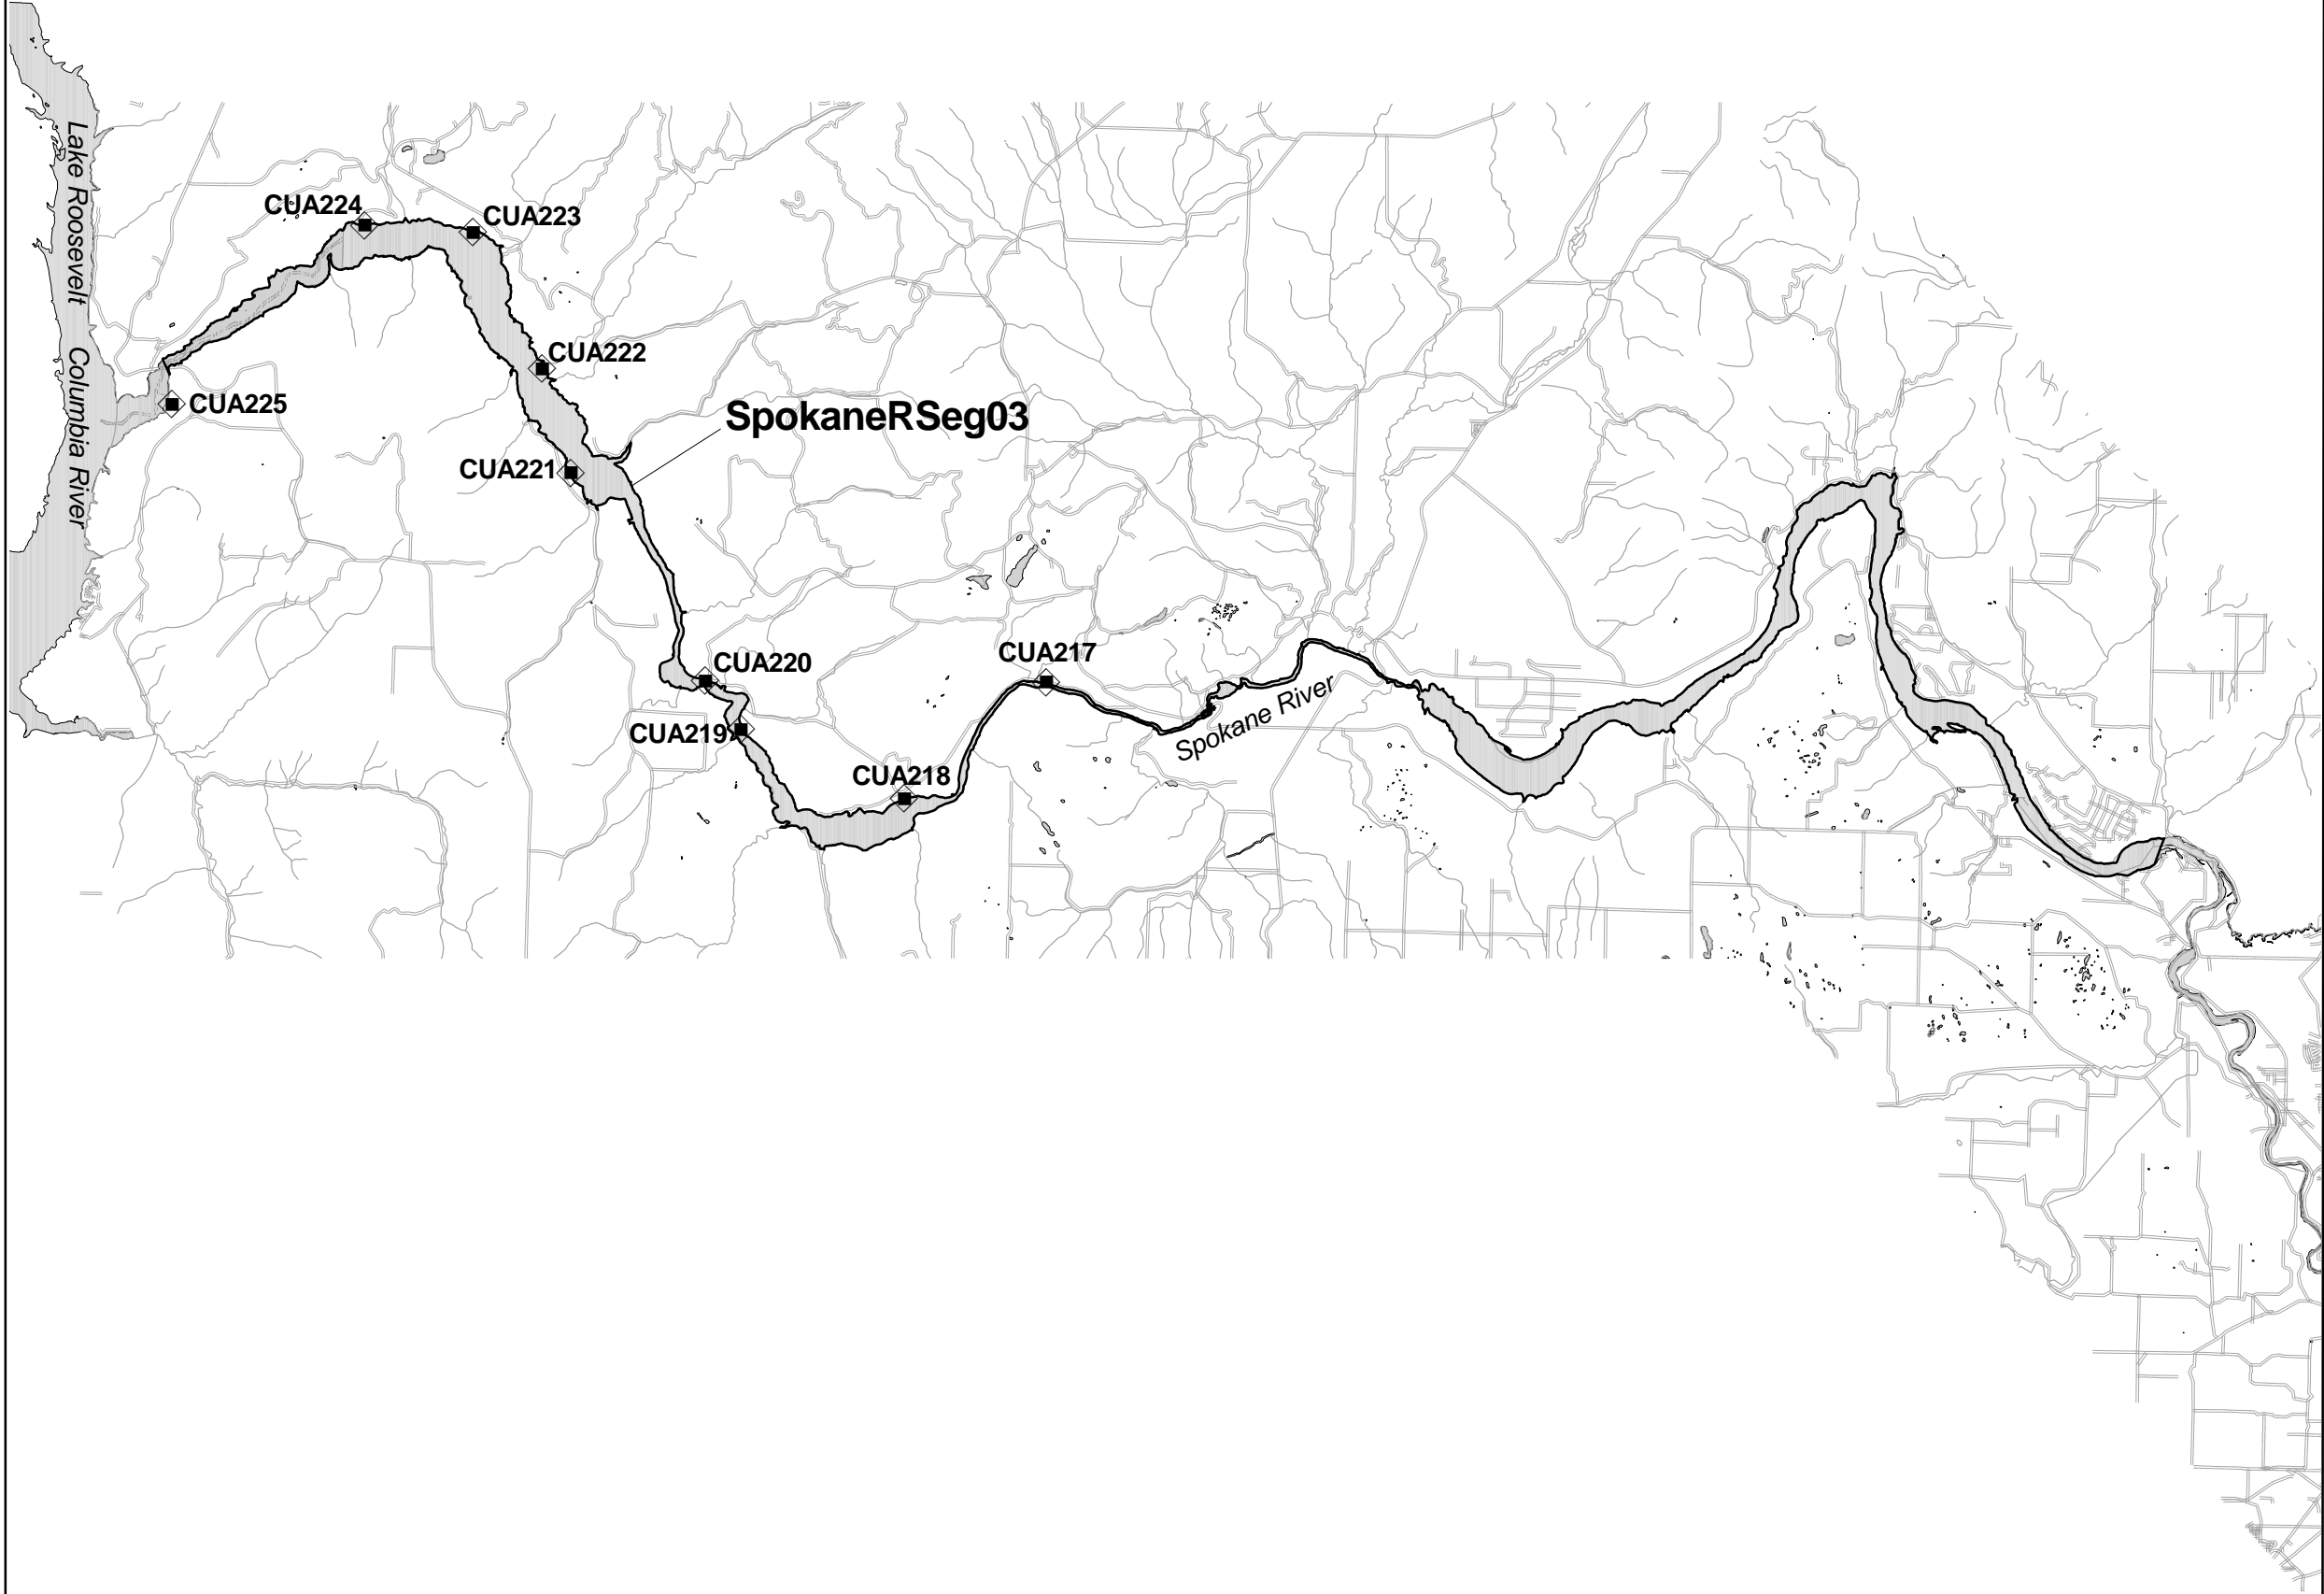 Lake Roosevelt
Columbia River
CUA224
CUA223
CUA222
CUA225
SpokaneRSeg03
CUA221
CUA220
CUA217
CUA219
Spokane River
CUA218